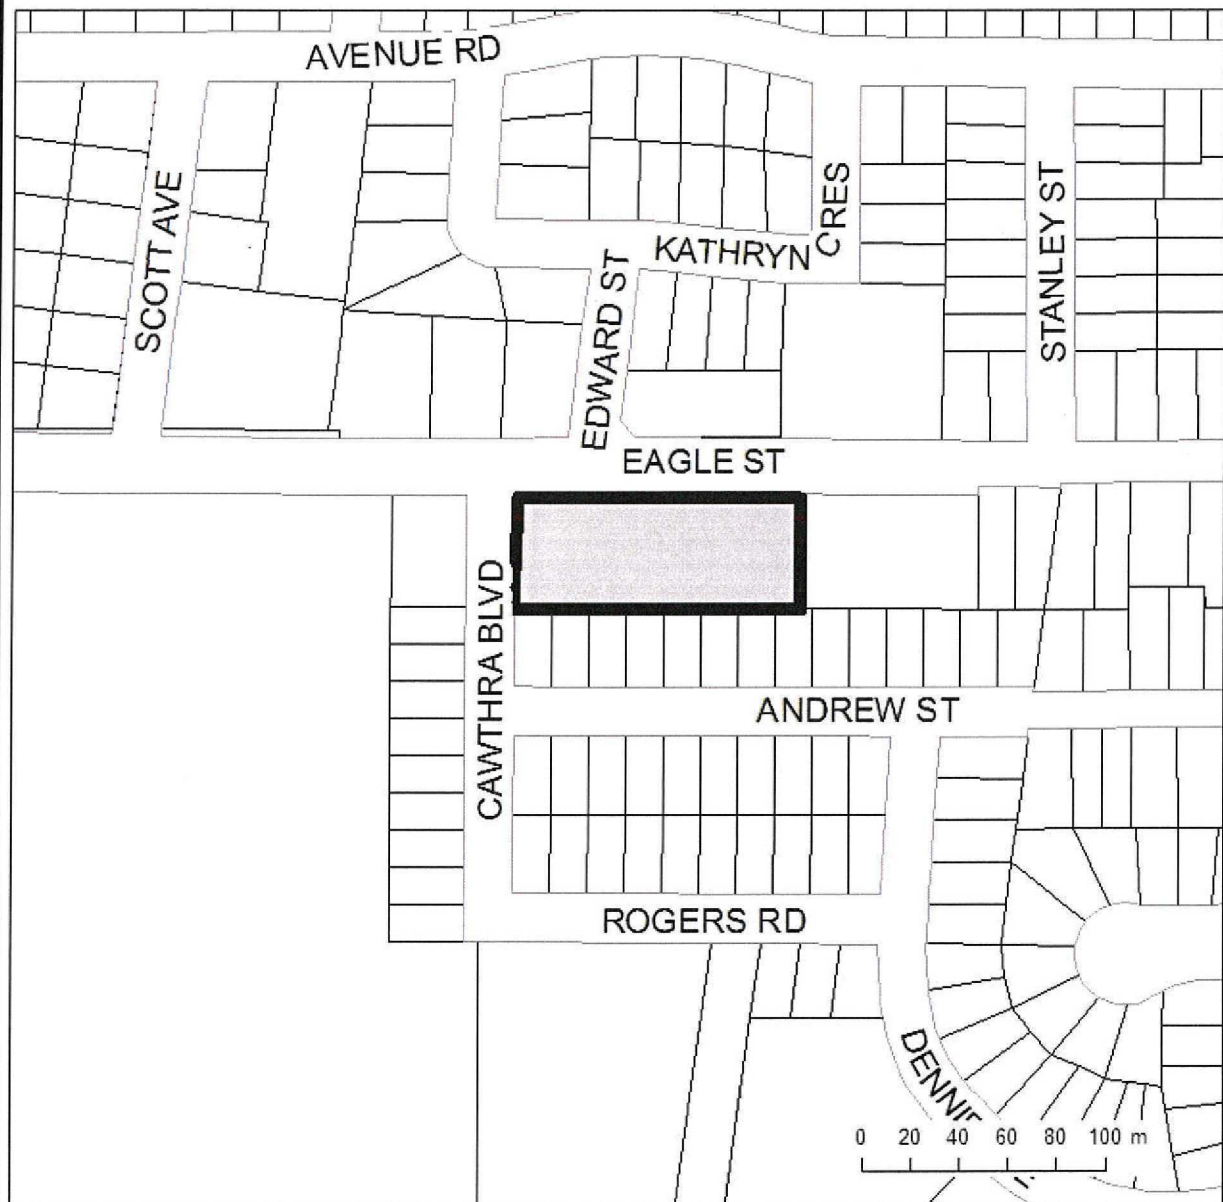 AVENUE RD
SCOTT AVE
KATHRYN CRES
STANLEY ST
EDWARD ST
EAGLE ST
CAWTHRA BLVD
ANDREW ST
ROGERS RD
0 20 40 60 80 100 m